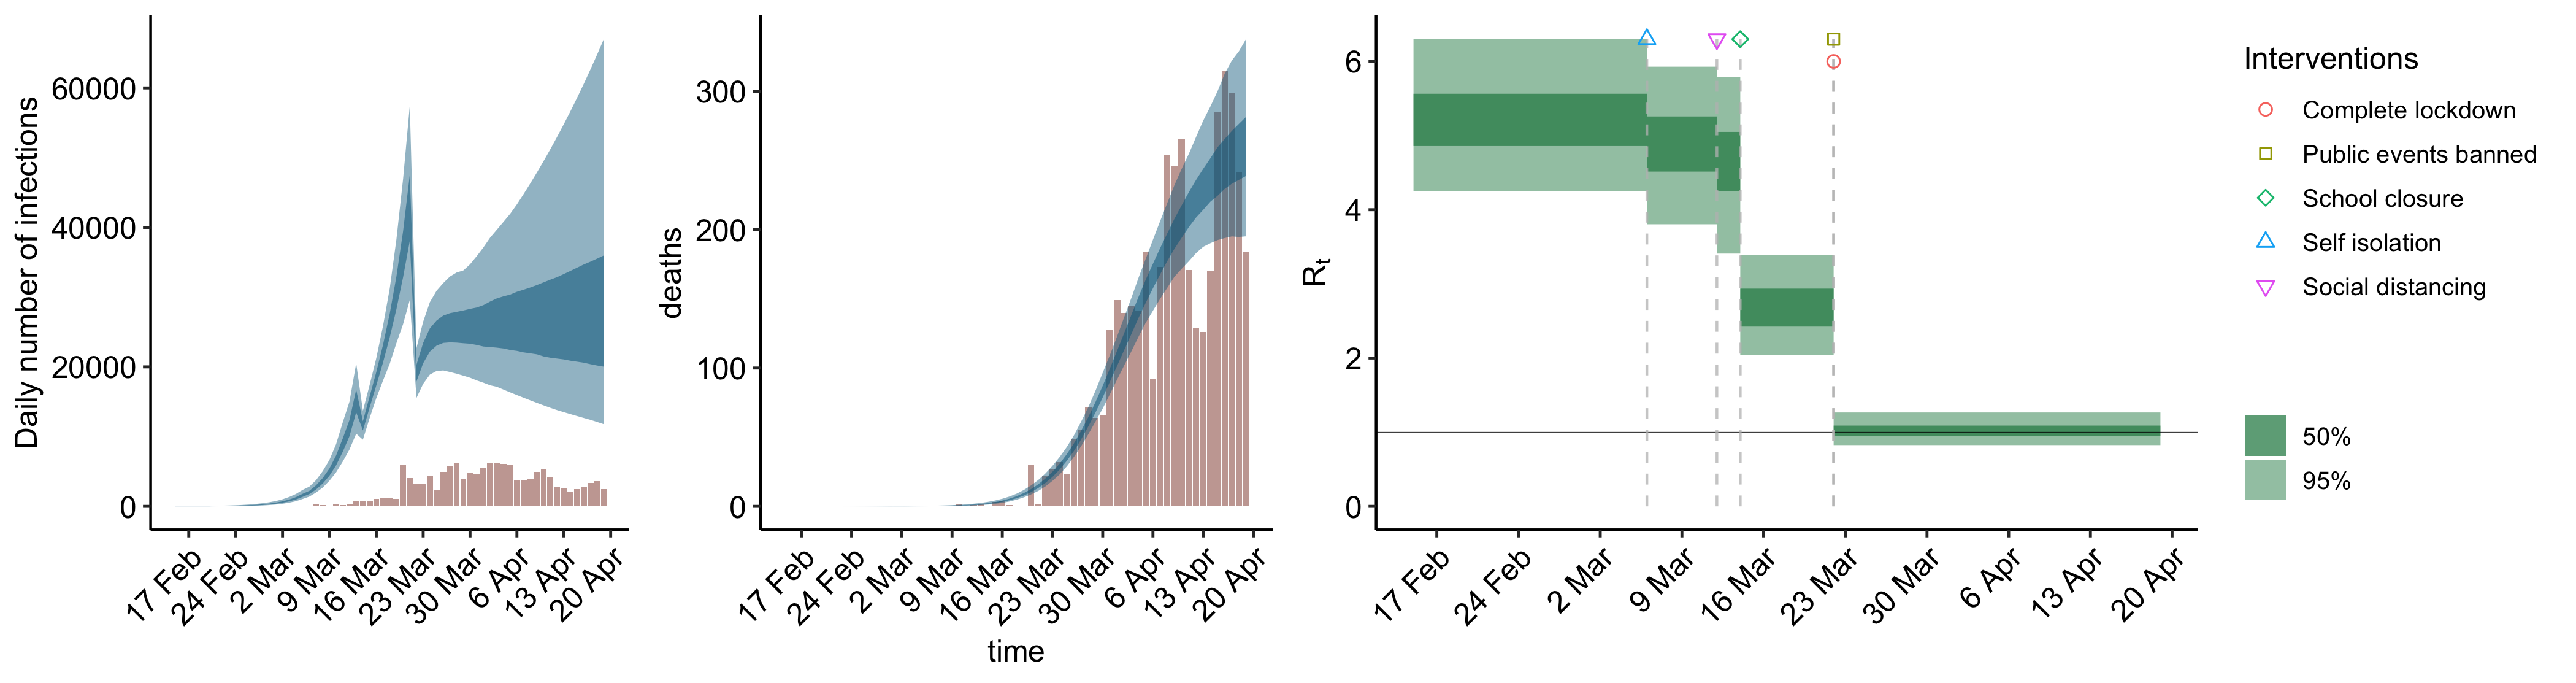 Daily number of infections
60000
40000
20000
0
17 Feb
24 Feb
2 Mar
9 Mar
16 Mar
23 Mar
30 Mar
6 Apr
13 Apr
20 Apr
deaths
300
200
100
0
17 Feb
24 Feb
2 Mar
9 Mar
16 Mar
23 Mar
30 Mar
6 Apr
13 Apr
20 Apr
time
Rt
6
4
2
0
17 Feb
24 Feb
2 Mar
9 Mar
16 Mar
23 Mar
30 Mar
6 Apr
13 Apr
20 Apr
Interventions
Complete lockdown
Public events banned
School closure
Self isolation
Social distancing
50%
95%